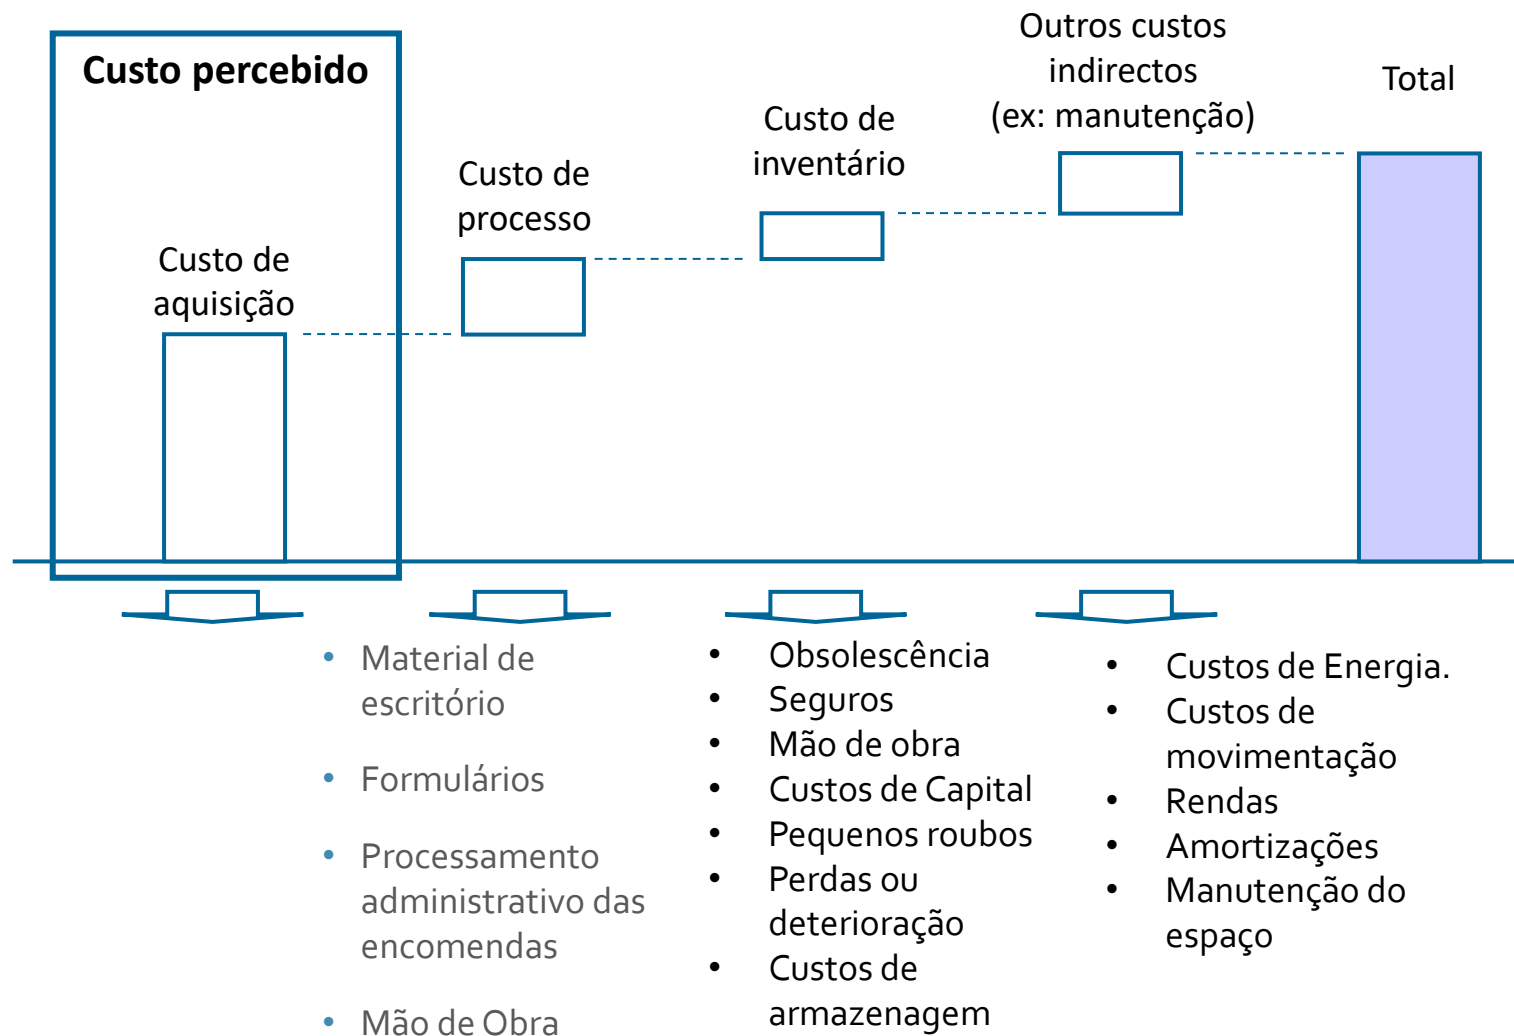 Custo percebido
Custo de
aquisição
Custo de
processo
Custo de
inventário
Outros custos
indirectos
(ex: manutenção)
Total
• Material de
escritório
• Formulários
• Processamento
administrativo das
encomendas
• Mão de Obra
• Obsolescência
• Seguros
• Mão de obra
• Custos de Capital
• Pequenos roubos
• Perdas ou
deterioração
• Custos de
armazenagem
• Custos de Energia.
• Custos de
movimentação
• Rendas
• Amortizações
• Manutenção do
espaço